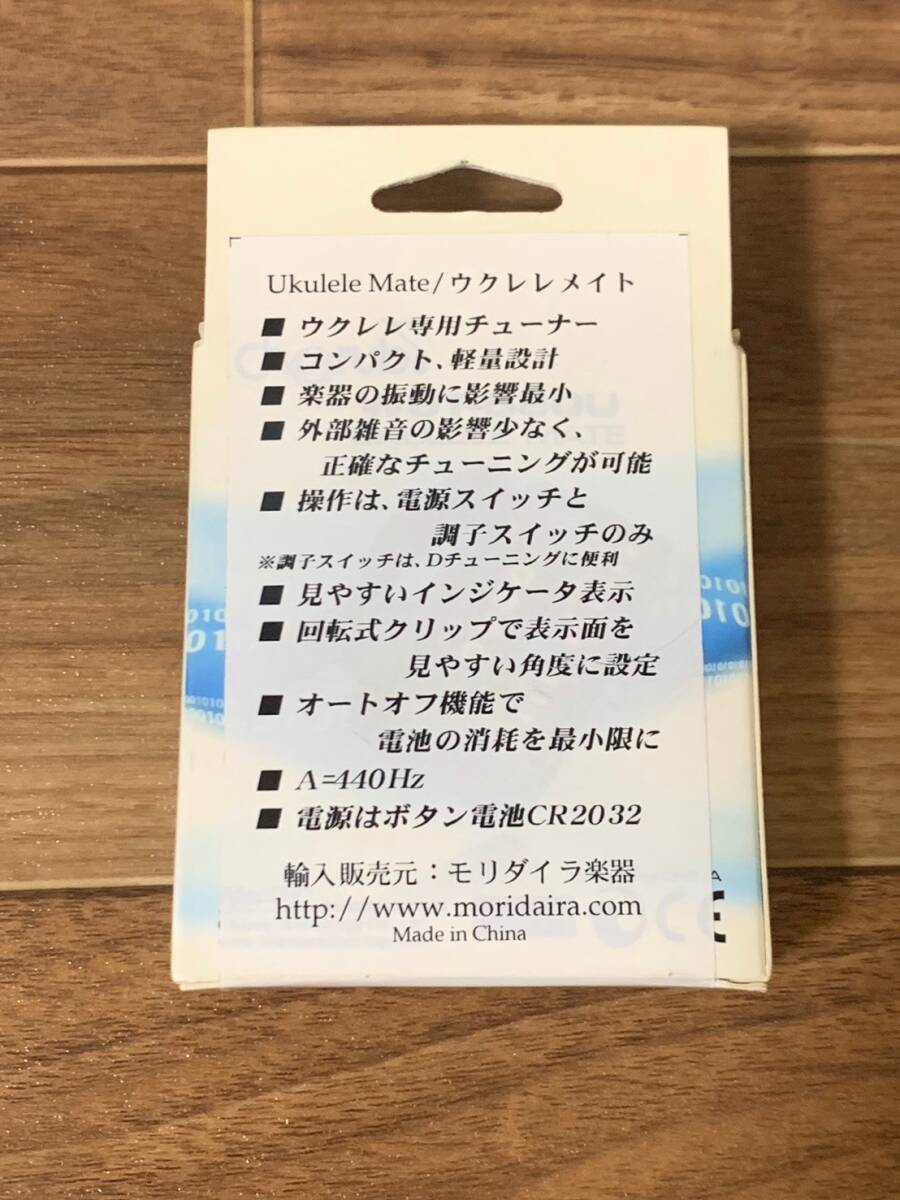 Ukulele Mate/ウクレレメイト
■ ウクレレ専用チューナー
■ コンパクト、軽量設計
■ 楽器の振動に影響最小
■ 外部雑音の影響少なく、
正確なチューニングが可能
■ 操作は、電源スイッチと
調子スイッチのみ
※調子スイッチは、Dチューニングに便利
■ 見やすいインジケータ表示
■ 回転式クリップで表示面を
見やすい角度に設定
■ オートオフ機能で
電池の消耗を最小限に
■ A=440Hz
■ 電源はボタン電池CR2032
輸入販売元：モリダイラ楽器
http://www.moridaira.com
Made in China